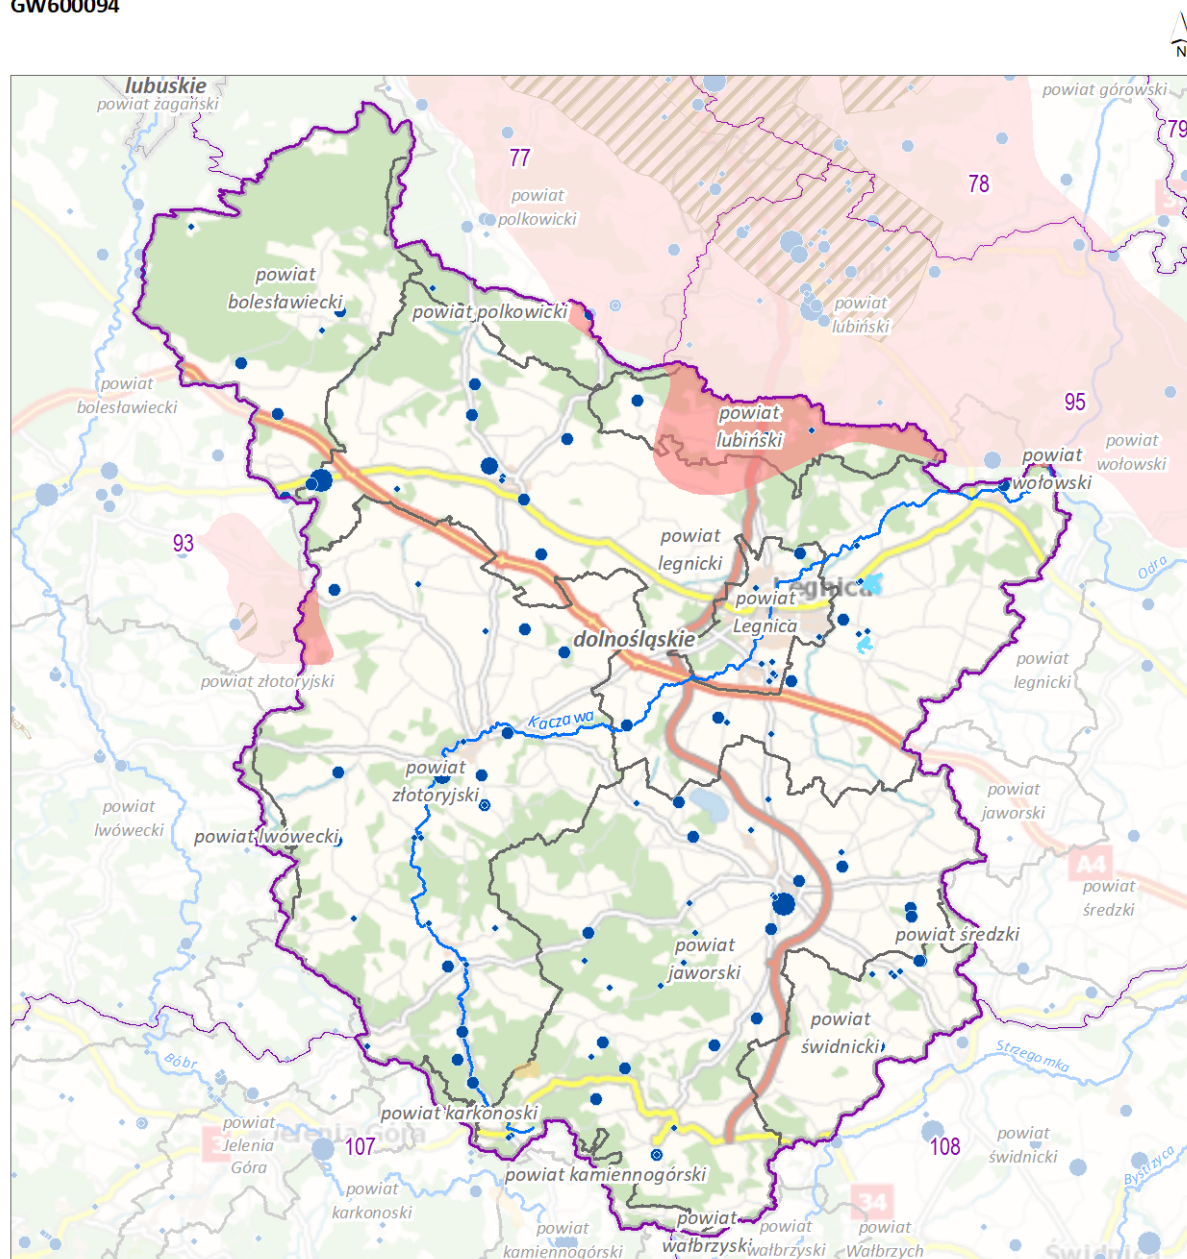 GW600094
N
lubuskie
powiat żagański
powiat górowski
79
77
78
powiat
polkowicki
powiat
bolesławiecki
powiat polkowicki
powiat
lubiński
powiat
bolesławiecki
95
powiat
lubiński
powiat
wołowski
powiat
wołowski
93
powiat
legnicki
Odra
Legnica
powiat
Legnica
dolnośląskie
powiat
legnicki
powiat złotoryjski
Kaczawa
powiat
złotoryjski
powiat
jaworski
powiat
lwówecki
powiat lwówecki
A4
powiat
średzki
powiat średzki
powiat
jaworski
powiat
świdnicki
Strzegomka
Bóbr
powiat karkonoski
powiat
Jelenia
Góra
Jelenia Góra
107
108
powiat
świdnicki
powiat kamiennogórski
Bystrzyca
powiat
karkonoski
34
powiat
wałbrzyski
powiat
kamiennogórski
powiat
wałbrzyski
powiat
Wałbrzych